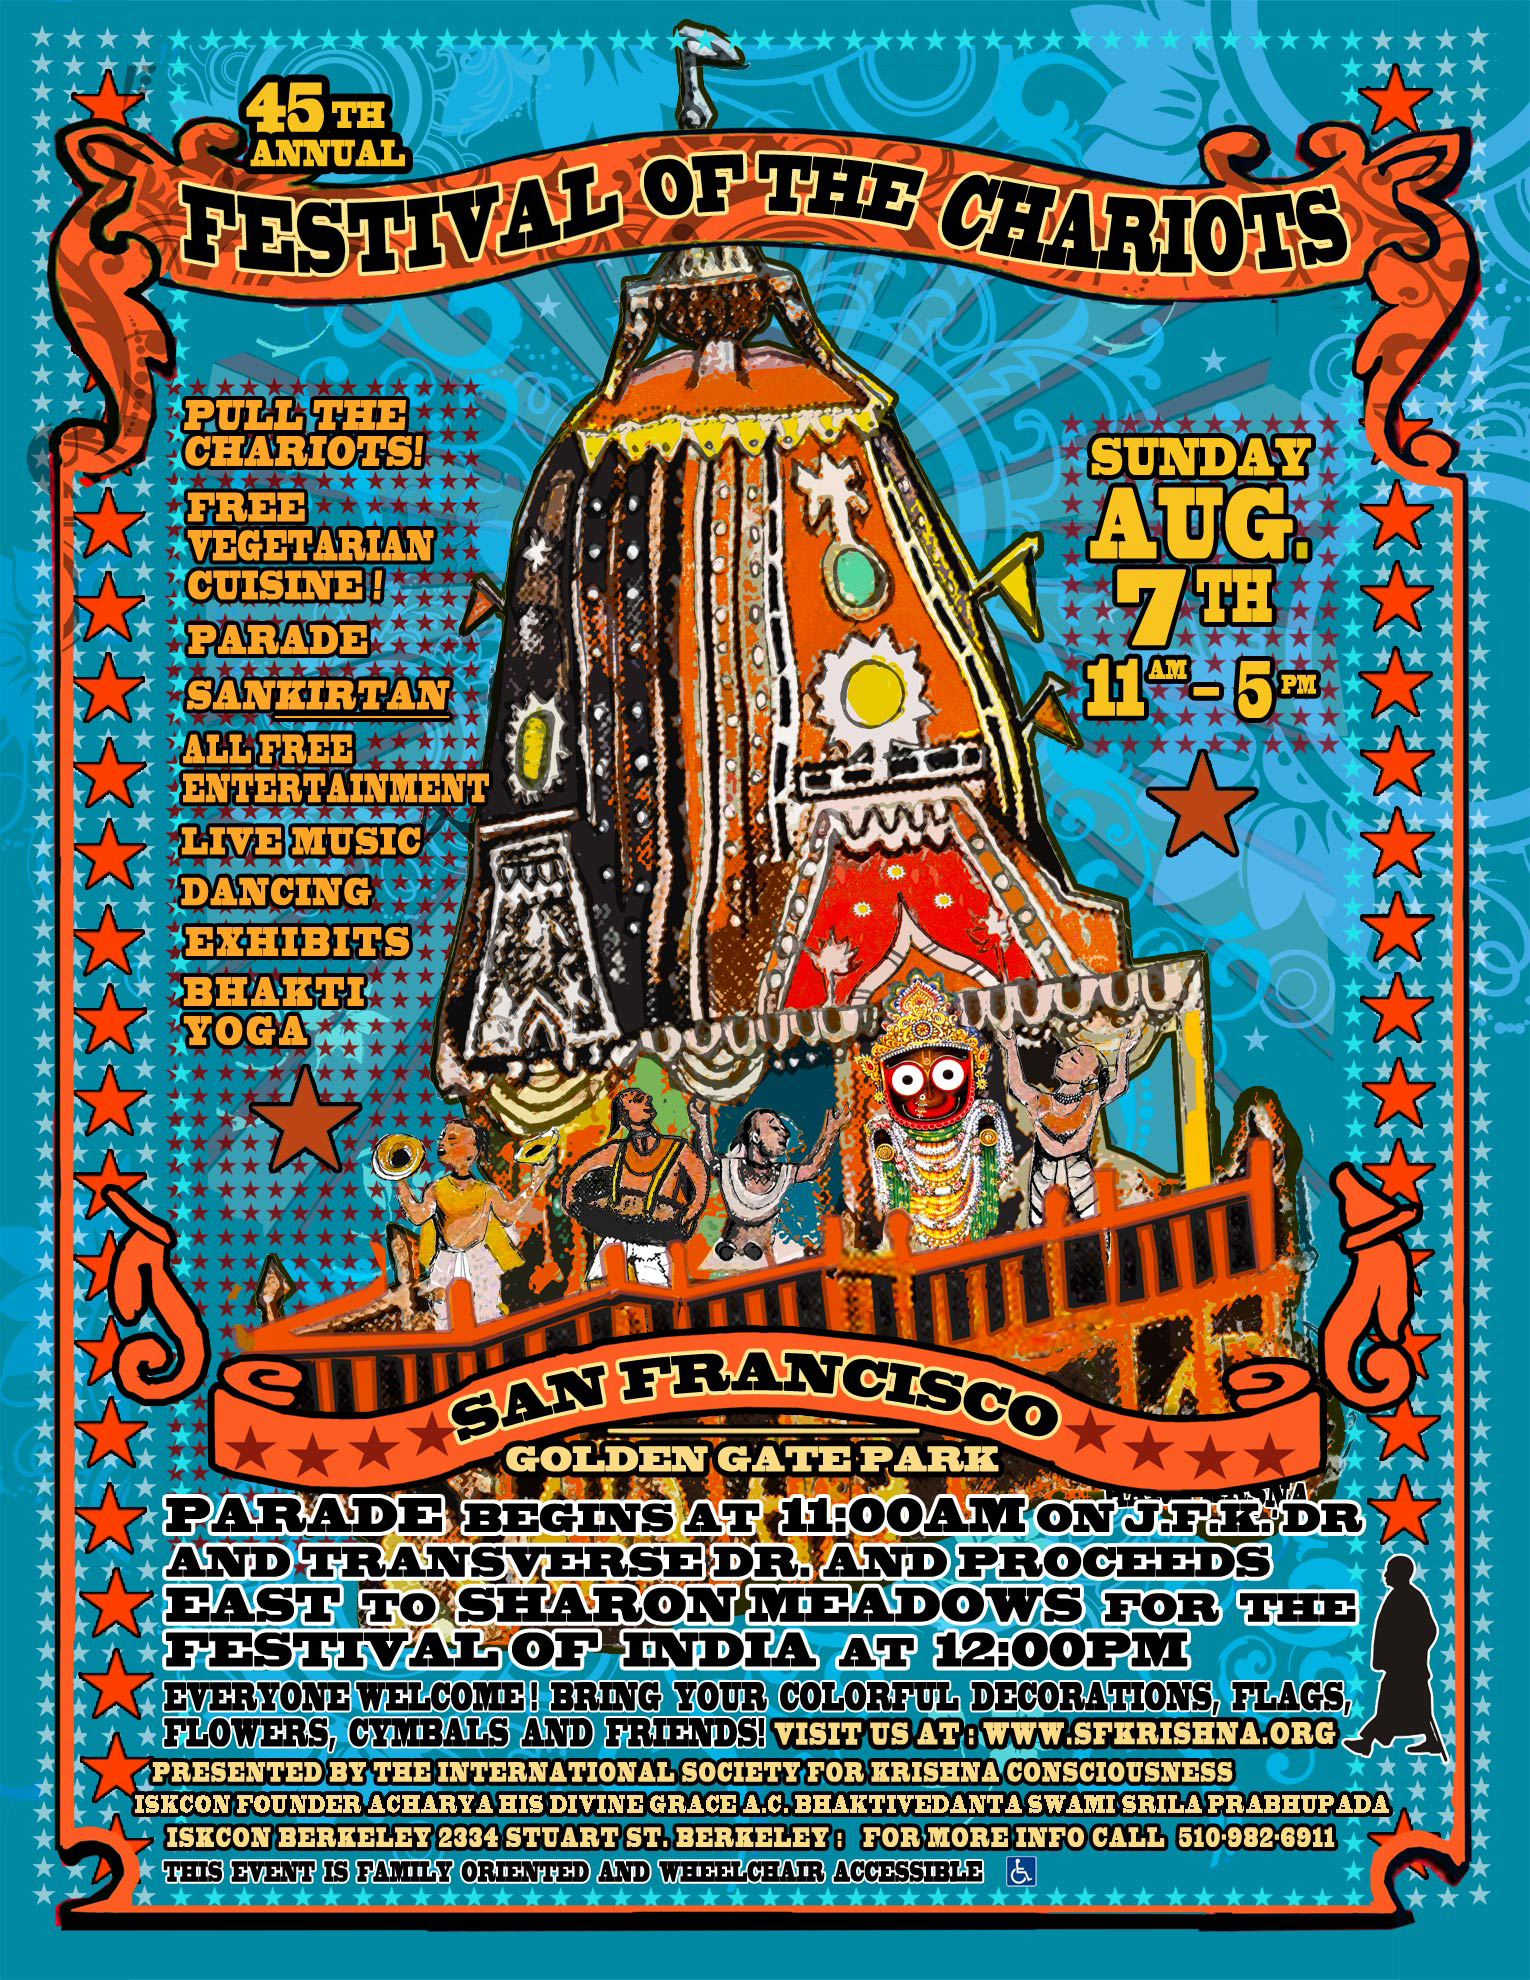 45TH
ANNUAL
FESTIVAL OF THE CHARIOTS
PULL THE
CHARIOTS!
FREE
VEGETARIAN
CUISINE!
PARADE
SANKIRTAN
ALL FREE
ENTERTAINMENT
LIVE MUSIC
DANCING
EXHIBITS
BHAKTI
YOGA
SUNDAY
AUG.
7TH
11AM - 5PM
SAN FRANCISCO
GOLDEN GATE PARK
PARADE BEGINS AT 11:00AM ON J.F.K. DR
AND TRANSVERSE DR. AND PROCEEDS
EAST TO SHARON MEADOWS FOR THE
FESTIVAL OF INDIA AT 12:00PM
EVERYONE WELCOME! BRING YOUR COLORFUL DECORATIONS, FLAGS,
FLOWERS, CYMBALS AND FRIENDS! VISIT US AT: WWW.SFKRISHNA.ORG
PRESENTED BY THE INTERNATIONAL SOCIETY FOR KRISHNA CONSCIOUSNESS
ISKCON FOUNDER ACHARYA HIS DIVINE GRACE A.C. BHAKTIVEDANTA SWAMI SRILA PRABHUPADA
ISKCON BERKELEY 2334 STUART ST. BERKELEY: FOR MORE INFO CALL 510-982-6911
THIS EVENT IS FAMILY ORIENTED AND WHEELCHAIR ACCESSIBLE